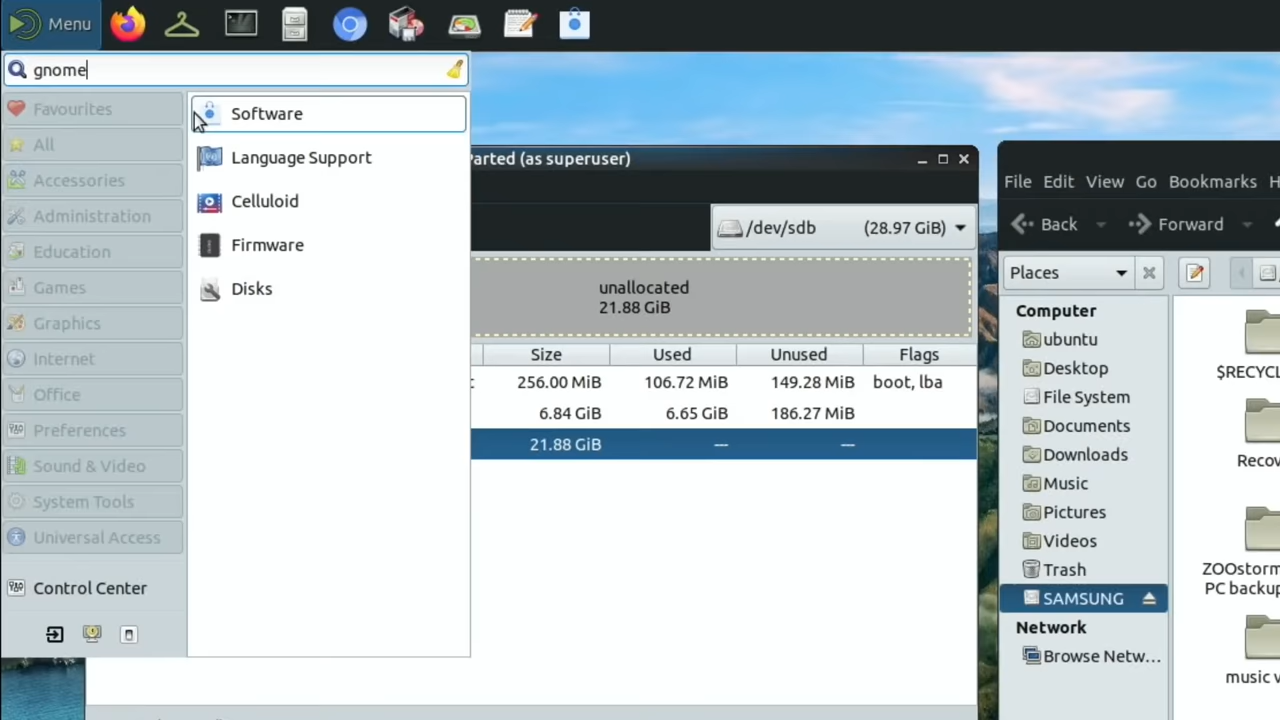 Menu
gnome
Favourites
All
Accessories
Administration
Education
Games
Graphics
Internet
Office
Preferences
Sound & Video
System Tools
Universal Access
Control Center
Software
Language Support
Celluloid
Firmware
Disks
Parted (as superuser)
/dev/sdb (28.97 GiB)
unallocated
21.88 GiB
Size Used Unused Flags
256.00 MiB 106.72 MiB 149.28 MiB boot, lba
6.84 GiB 6.65 GiB 186.27 MiB
21.88 GiB — —
File Edit View Go Bookmarks H
Back Forward
Places
Computer
ubuntu
Desktop
File System
Documents
Downloads
Music
Pictures
Videos
Trash
SAMSUNG
Network
Browse Netw...
$RECYCL
Recov
ZOOstorm
PC backup
music v